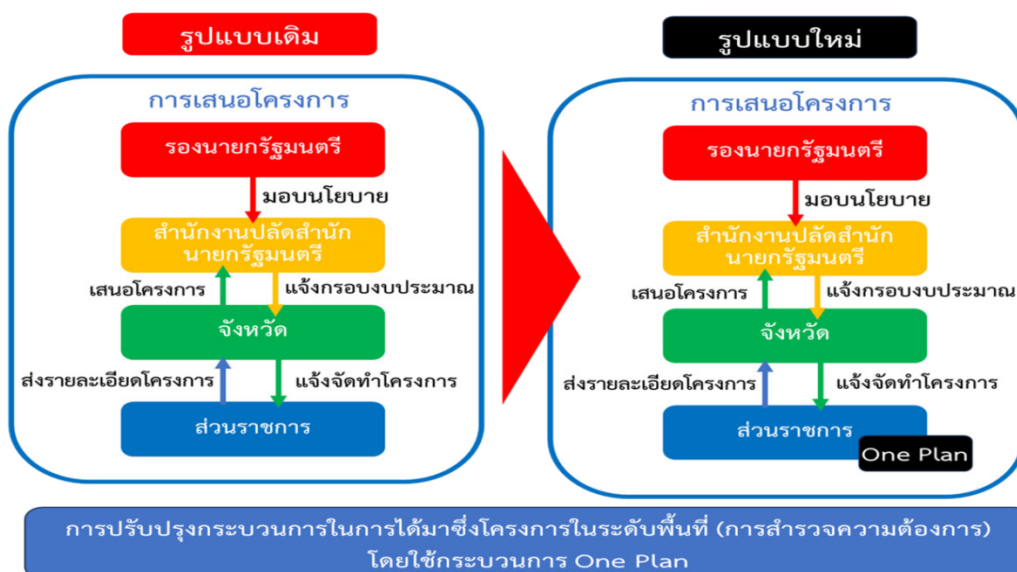 รูปแบบเดิม
การเสนอโครงการ
รองนายกรัฐมนตรี
มอบนโยบาย
สำนักงานปลัดสำนัก
นายกรัฐมนตรี
เสนอโครงการ
แจ้งกรอบงบประมาณ
จังหวัด
ส่งรายละเอียดโครงการ
แจ้งจัดทำโครงการ
ส่วนราชการ
รูปแบบใหม่
การเสนอโครงการ
รองนายกรัฐมนตรี
มอบนโยบาย
สำนักงานปลัดสำนัก
นายกรัฐมนตรี
เสนอโครงการ
แจ้งกรอบงบประมาณ
จังหวัด
ส่งรายละเอียดโครงการ
แจ้งจัดทำโครงการ
ส่วนราชการ
One Plan
การปรับปรุงกระบวนการในการได้มาซึ่งโครงการในระดับพื้นที่ (การสำรวจความต้องการ)
โดยใช้กระบวนการ One Plan